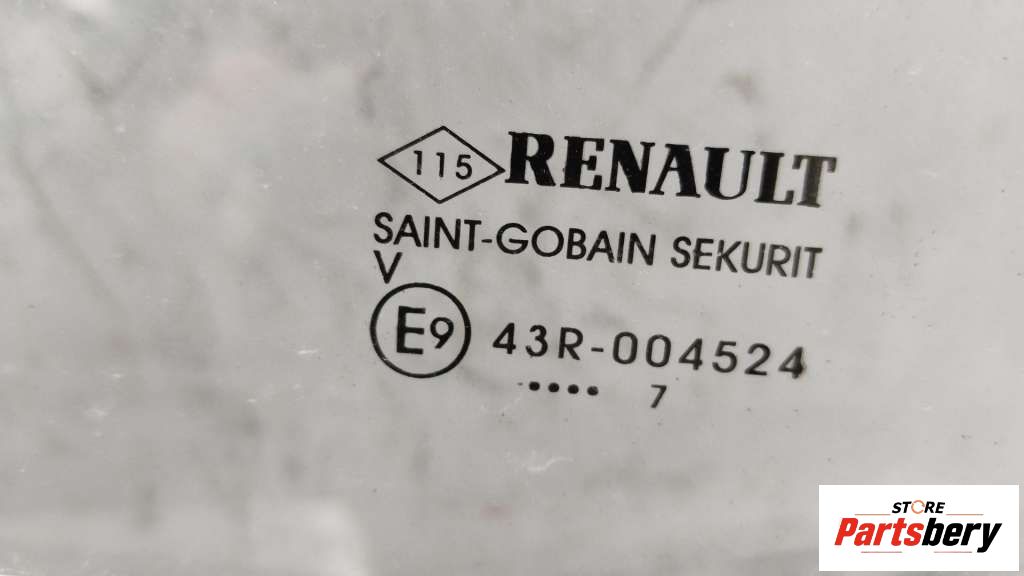 115 RENAULT
SAINT-GOBAIN SEKURIT
V
E9 43R-004524
.•••• 7
STORE
Partsbery